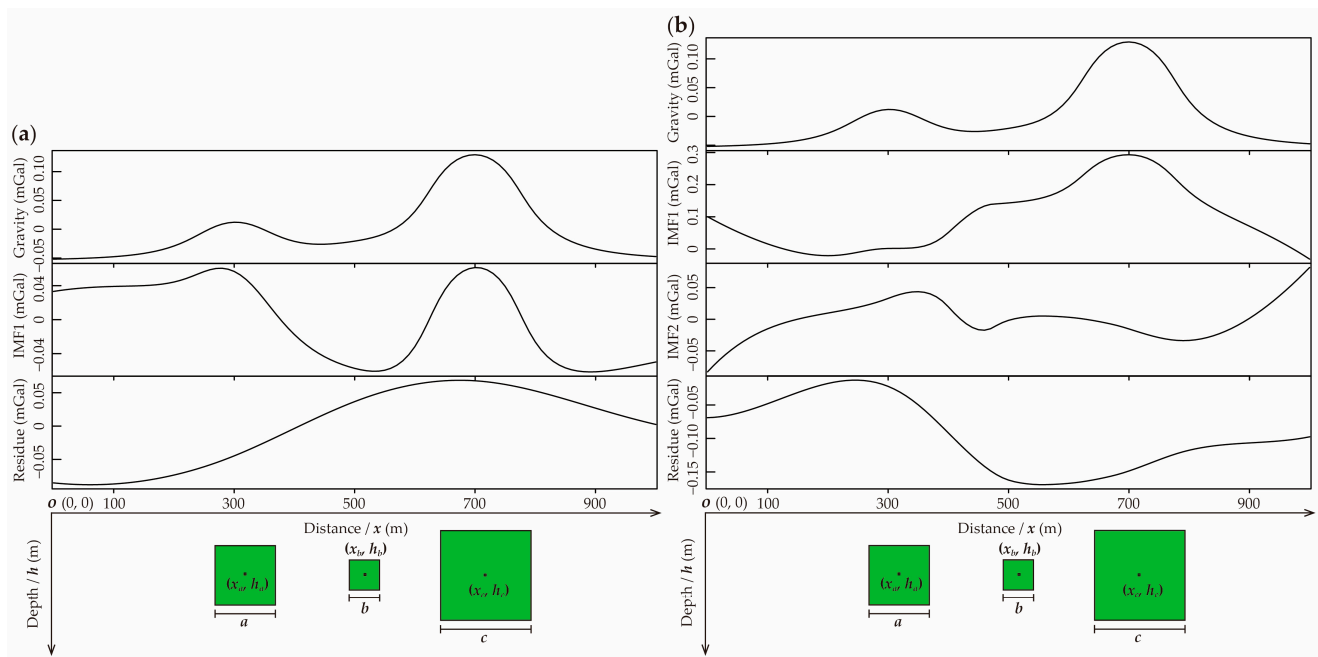 (a)
Gravity (mGal)
0.10
0.05
0
-0.05
IMF1 (mGal)
0.04
0
-0.04
Residue (mGal)
0.05
0
-0.05
o (0, 0) 100 300 500 700 900
Distance / x (m)
Depth / h (m)
(xa, ha)
a
(xb, hb)
b
(xc, hc)
c
(b)
Gravity (mGal)
0.10
0.05
0
IMF1 (mGal)
0.3
0.2
0.1
0
IMF2 (mGal)
0.05
0
-0.05
Residue (mGal)
-0.05
-0.10
-0.15
o (0, 0) 100 300 500 700 900
Distance / x (m)
Depth / h (m)
(xa, ha)
a
(xb, hb)
b
(xc, hc)
c